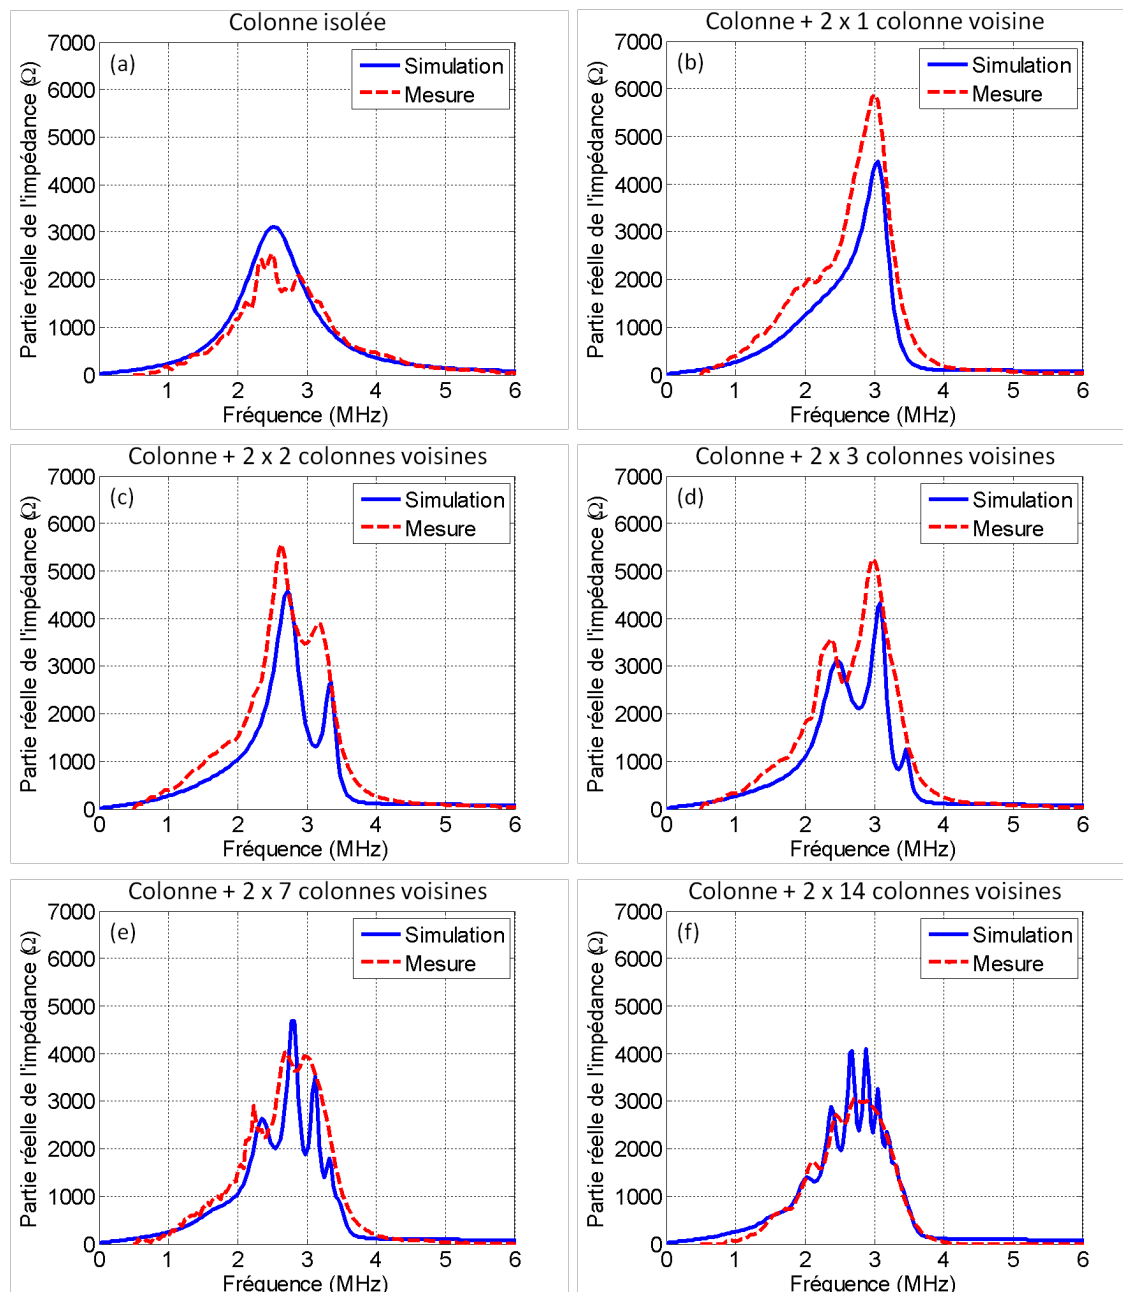 Colonne isolée
(a)
Simulation
Mesure
Partie réelle de l'impédance (Ω)
7000
6000
5000
4000
3000
2000
1000
0
0 1 2 3 4 5 6
Fréquence (MHz)
Colonne + 2 x 1 colonne voisine
(b)
Simulation
Mesure
Partie réelle de l'impédance (Ω)
7000
6000
5000
4000
3000
2000
1000
0
0 1 2 3 4 5 6
Fréquence (MHz)
Colonne + 2 x 2 colonnes voisines
(c)
Simulation
Mesure
Partie réelle de l'impédance (Ω)
7000
6000
5000
4000
3000
2000
1000
0
0 1 2 3 4 5 6
Fréquence (MHz)
Colonne + 2 x 3 colonnes voisines
(d)
Simulation
Mesure
Partie réelle de l'impédance (Ω)
7000
6000
5000
4000
3000
2000
1000
0
0 1 2 3 4 5 6
Fréquence (MHz)
Colonne + 2 x 7 colonnes voisines
(e)
Simulation
Mesure
Partie réelle de l'impédance (Ω)
7000
6000
5000
4000
3000
2000
1000
0
0 1 2 3 4 5 6
Fréquence (MHz)
Colonne + 2 x 14 colonnes voisines
(f)
Simulation
Mesure
Partie réelle de l'impédance (Ω)
7000
6000
5000
4000
3000
2000
1000
0
0 1 2 3 4 5 6
Fréquence (MHz)